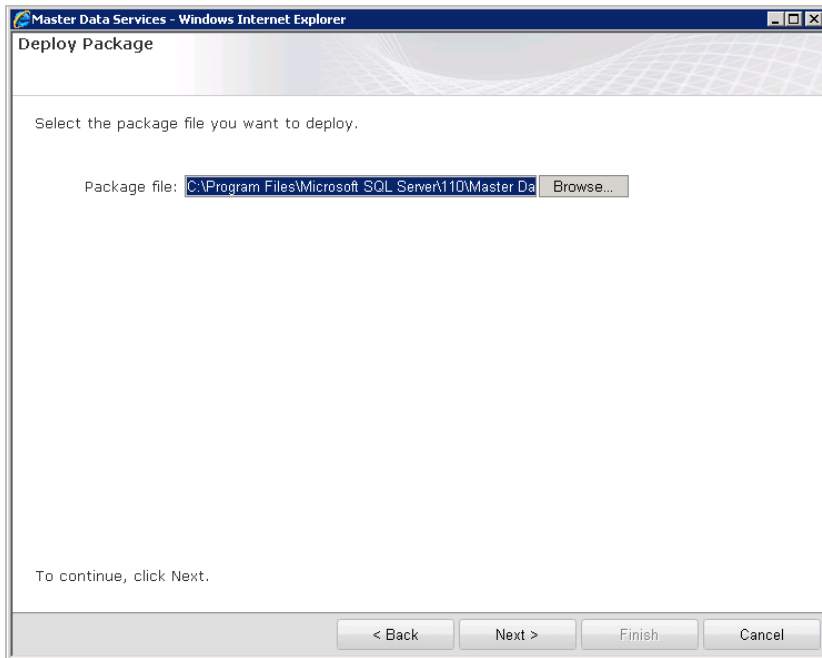 Master Data Services - Windows Internet Explorer
Deploy Package
Select the package file you want to deploy.
Package file: C:\Program Files\Microsoft SQL Server\110\Master Da Browse...
To continue, click Next.
< Back Next > Finish Cancel